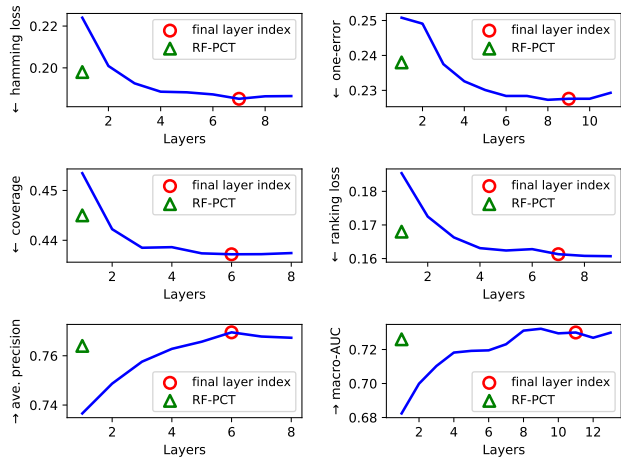 ← hamming loss
0.22
0.20
final layer index
RF-PCT
2 4 6 8
Layers
← one-error
0.25
0.24
0.23
final layer index
RF-PCT
2 4 6 8 10
Layers
← coverage
0.45
0.44
final layer index
RF-PCT
2 4 6 8
Layers
← ranking loss
0.18
0.17
0.16
final layer index
RF-PCT
2 4 6 8
Layers
→ ave. precision
0.76
0.74
final layer index
RF-PCT
2 4 6 8
Layers
→ macro-AUC
0.72
0.70
0.68
final layer index
RF-PCT
2 4 6 8 10 12
Layers